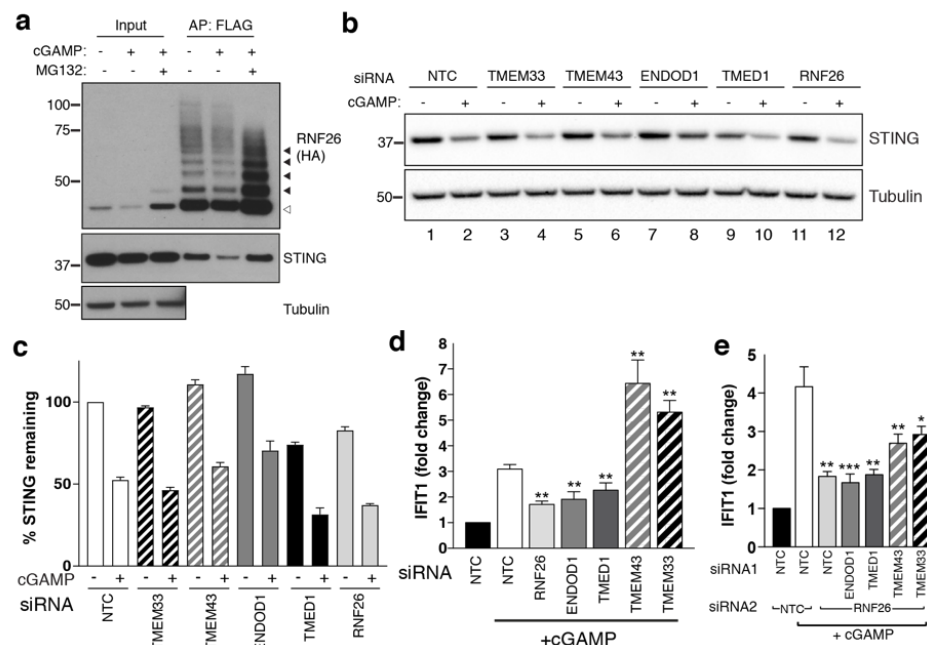 a
Input AP: FLAG
cGAMP: - + + - + +
MG132: + +
100
75
50
RNF26
(HA)
37
STING
50
Tubulin
b
siRNA NTC TMEM33 TMEM43 ENDOD1 TMED1 RNF26
cGAMP: - + - + - + - + - + - +
37
STING
50
Tubulin
1 2 3 4 5 6 7 8 9 10 11 12
c
% STING remaining
100
50
0
cGAMP - + - + - + - + - + - +
siRNA
NTC
TMEM33
TMEM43
ENDOD1
TMED1
RNF26
d
IFIT1 (fold change)
8
7
6
5
4
3
2
1
0
** ** ** ** **
siRNA
NTC
NTC
RNF26
ENDOD1
TMED1
TMEM43
TMEM33
+cGAMP
e
IFIT1 (fold change)
5
4
3
2
1
0
** *** ** ** *
siRNA1
NTC
NTC
NTC
ENDOD1
TMED1
TMEM43
TMEM33
siRNA2 NTC RNF26
+ cGAMP